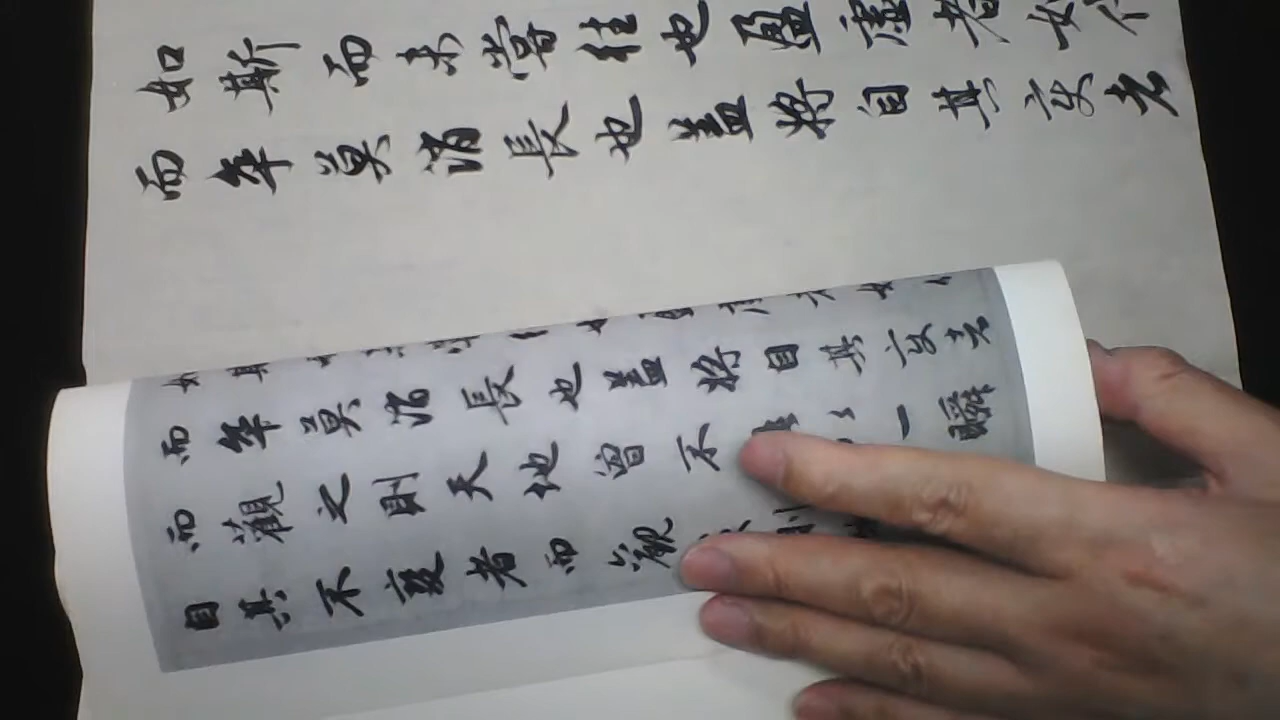 如斯而未嘗往也盈虛者如代
而卒莫消長也蓋將自其變者
而卒莫消長也蓋將自其變者
而觀之則天地曾不一瞬
自其不變者而觀